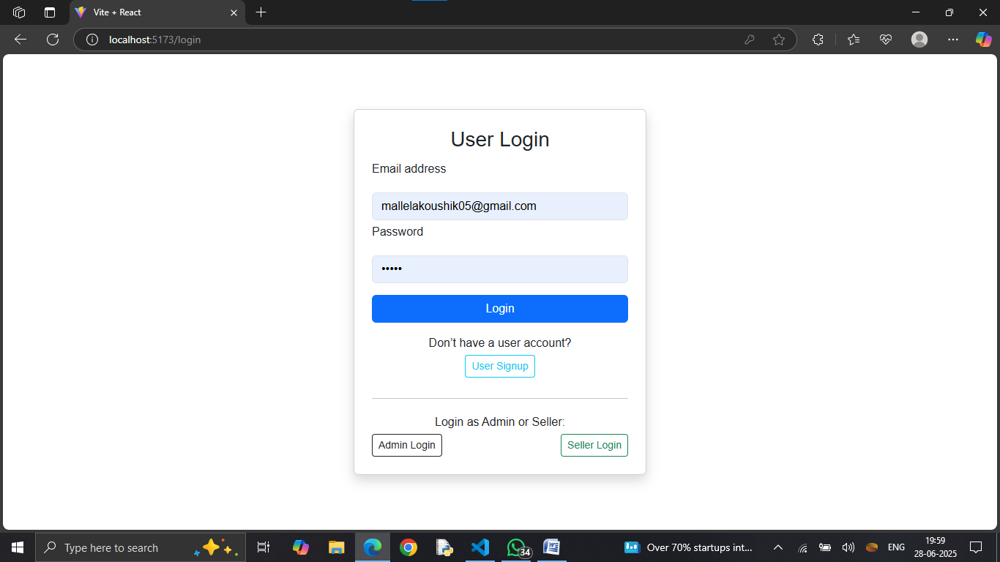 Vite + React
localhost:5173/login
User Login
Email address
mallelakoushik05@gmail.com
Password
•••••
Login
Don’t have a user account?
User Signup
Login as Admin or Seller:
Admin Login
Seller Login
Type here to search
34
Over 70% startups int...
ENG
19:59
28-06-2025